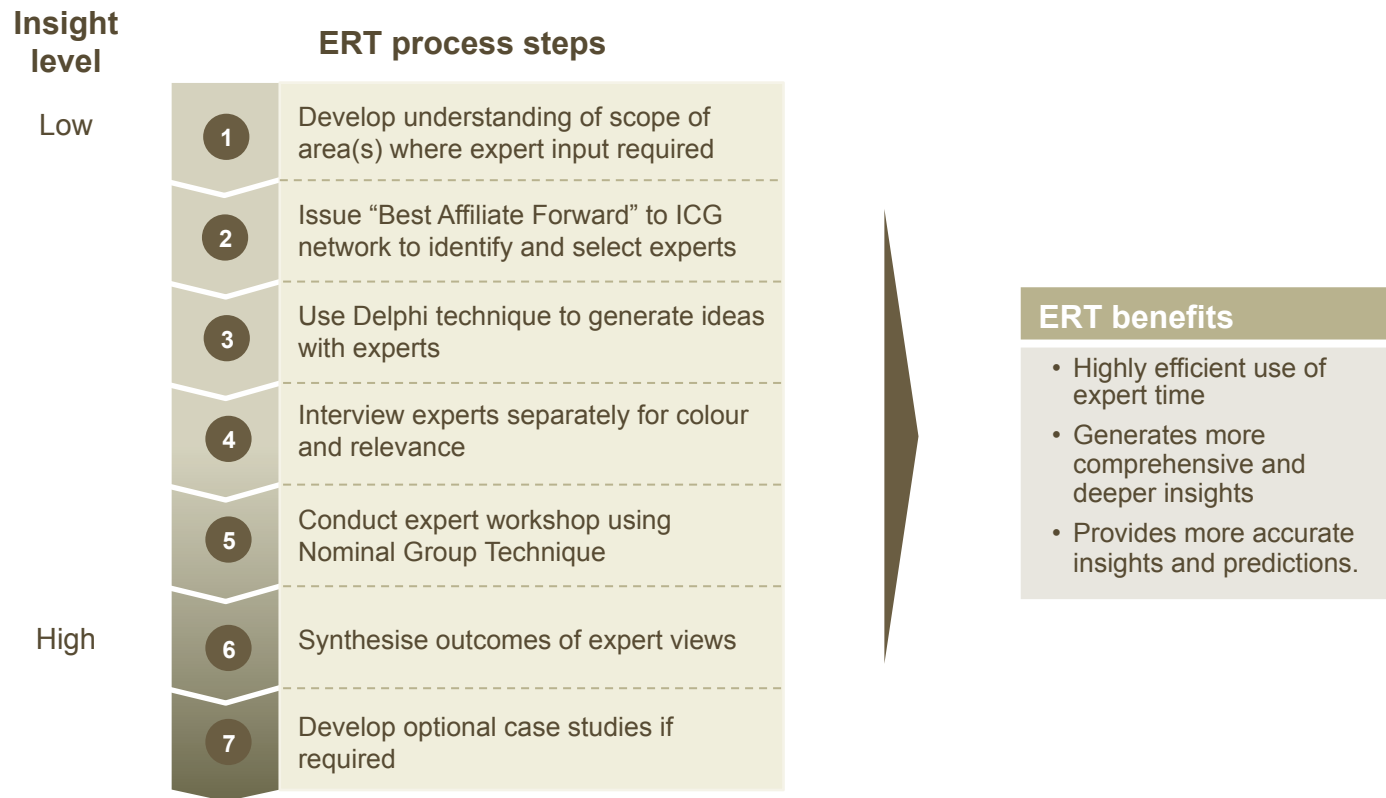 Insight
level
ERT process steps
Low
1
Develop understanding of scope of
area(s) where expert input required
2
Issue “Best Affiliate Forward” to ICG
network to identify and select experts
3
Use Delphi technique to generate ideas
with experts
4
Interview experts separately for colour
and relevance
5
Conduct expert workshop using
Nominal Group Technique
High
6
Synthesise outcomes of expert views
7
Develop optional case studies if
required
ERT benefits
• Highly efficient use of
expert time
• Generates more
comprehensive and
deeper insights
• Provides more accurate
insights and predictions.